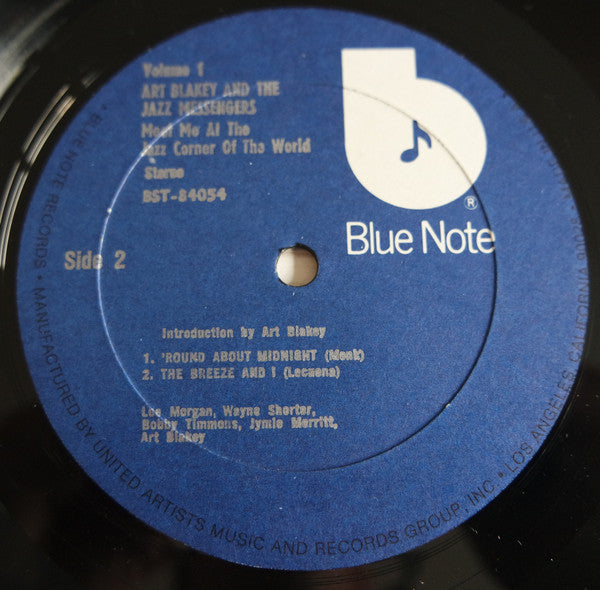 Volume 1
ART BLAKEY AND THE
JAZZ MESSENGERS
Meet Me At The
Jazz Corner Of The World
Stereo
BST-84054
Side 2
®
Blue Note
Introduction by Art Blakey
1. 'ROUND ABOUT MIDNIGHT (Monk)
2. THE BREEZE AND I (Lecuona)
Lee Morgan, Wayne Shorter,
Bobby Timmons, Jymie Merritt,
Art Blakey
• BLUE NOTE RECORDS • MANUFACTURED BY UNITED ARTISTS MUSIC AND RECORDS GROUP, INC • LOS ANGELES, CALIFORNIA